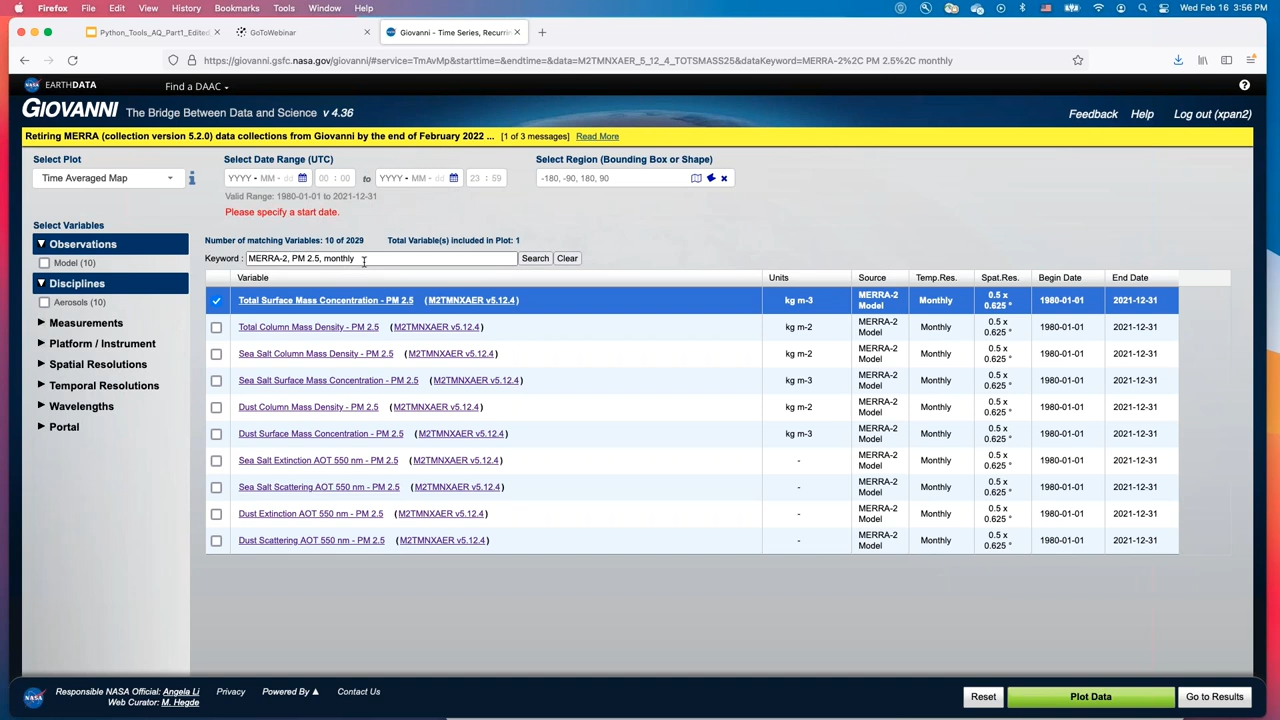 Firefox File Edit View History Bookmarks Tools Window Help Wed Feb 16 3:56 PM
Python_Tools_AQ_Part1_Edited GoToWebinar Giovanni - Time Series, Recurrin
https://giovanni.gsfc.nasa.gov/giovanni/#service=TmAvMp&starttime=&endtime=&data=M2TMNXAER_5_12_4_TOTSMASS25&dataKeyword=MERRA-2%2C PM 2.5%2C monthly
EARTHDATA Find a DAAC
GIOVANNI The Bridge Between Data and Science v 4.36 Feedback Help Log out (xpan2)
Retiring MERRA (collection version 5.2.0) data collections from Giovanni by the end of February 2022 ... [1 of 3 messages] Read More
Select Plot Select Date Range (UTC) Select Region (Bounding Box or Shape)
Time Averaged Map YYYY - MM - dd 00 : 00 to YYYY - MM - dd 23 : 59 -180, -90, 180, 90
Valid Range: 1980-01-01 to 2021-12-31
Please specify a start date.
Select Variables
Number of matching Variables: 10 of 2029 Total Variable(s) included in Plot: 1
Observations
Keyword : MERRA-2, PM 2.5, monthly Search Clear
Model (10)
Disciplines
Aerosols (10)
Measurements
Platform / Instrument
Spatial Resolutions
Temporal Resolutions
Wavelengths
Portal
Variable Units Source Temp.Res. Spat.Res. Begin Date End Date
Total Surface Mass Concentration - PM 2.5 (M2TMNXAER v5.12.4) kg m-3 MERRA-2 Model Monthly 0.5 x 0.625 ° 1980-01-01 2021-12-31
Total Column Mass Density - PM 2.5 (M2TMNXAER v5.12.4) kg m-2 MERRA-2 Model Monthly 0.5 x 0.625 ° 1980-01-01 2021-12-31
Sea Salt Column Mass Density - PM 2.5 (M2TMNXAER v5.12.4) kg m-2 MERRA-2 Model Monthly 0.5 x 0.625 ° 1980-01-01 2021-12-31
Sea Salt Surface Mass Concentration - PM 2.5 (M2TMNXAER v5.12.4) kg m-3 MERRA-2 Model Monthly 0.5 x 0.625 ° 1980-01-01 2021-12-31
Dust Column Mass Density - PM 2.5 (M2TMNXAER v5.12.4) kg m-2 MERRA-2 Model Monthly 0.5 x 0.625 ° 1980-01-01 2021-12-31
Dust Surface Mass Concentration - PM 2.5 (M2TMNXAER v5.12.4) kg m-3 MERRA-2 Model Monthly 0.5 x 0.625 ° 1980-01-01 2021-12-31
Sea Salt Extinction AOT 550 nm - PM 2.5 (M2TMNXAER v5.12.4) - MERRA-2 Model Monthly 0.5 x 0.625 ° 1980-01-01 2021-12-31
Sea Salt Scattering AOT 550 nm - PM 2.5 (M2TMNXAER v5.12.4) - MERRA-2 Model Monthly 0.5 x 0.625 ° 1980-01-01 2021-12-31
Dust Extinction AOT 550 nm - PM 2.5 (M2TMNXAER v5.12.4) - MERRA-2 Model Monthly 0.5 x 0.625 ° 1980-01-01 2021-12-31
Dust Scattering AOT 550 nm - PM 2.5 (M2TMNXAER v5.12.4) - MERRA-2 Model Monthly 0.5 x 0.625 ° 1980-01-01 2021-12-31
Responsible NASA Official: Angela Li Privacy Powered By Contact Us
Web Curator: M. Hegde
Reset Plot Data Go to Results